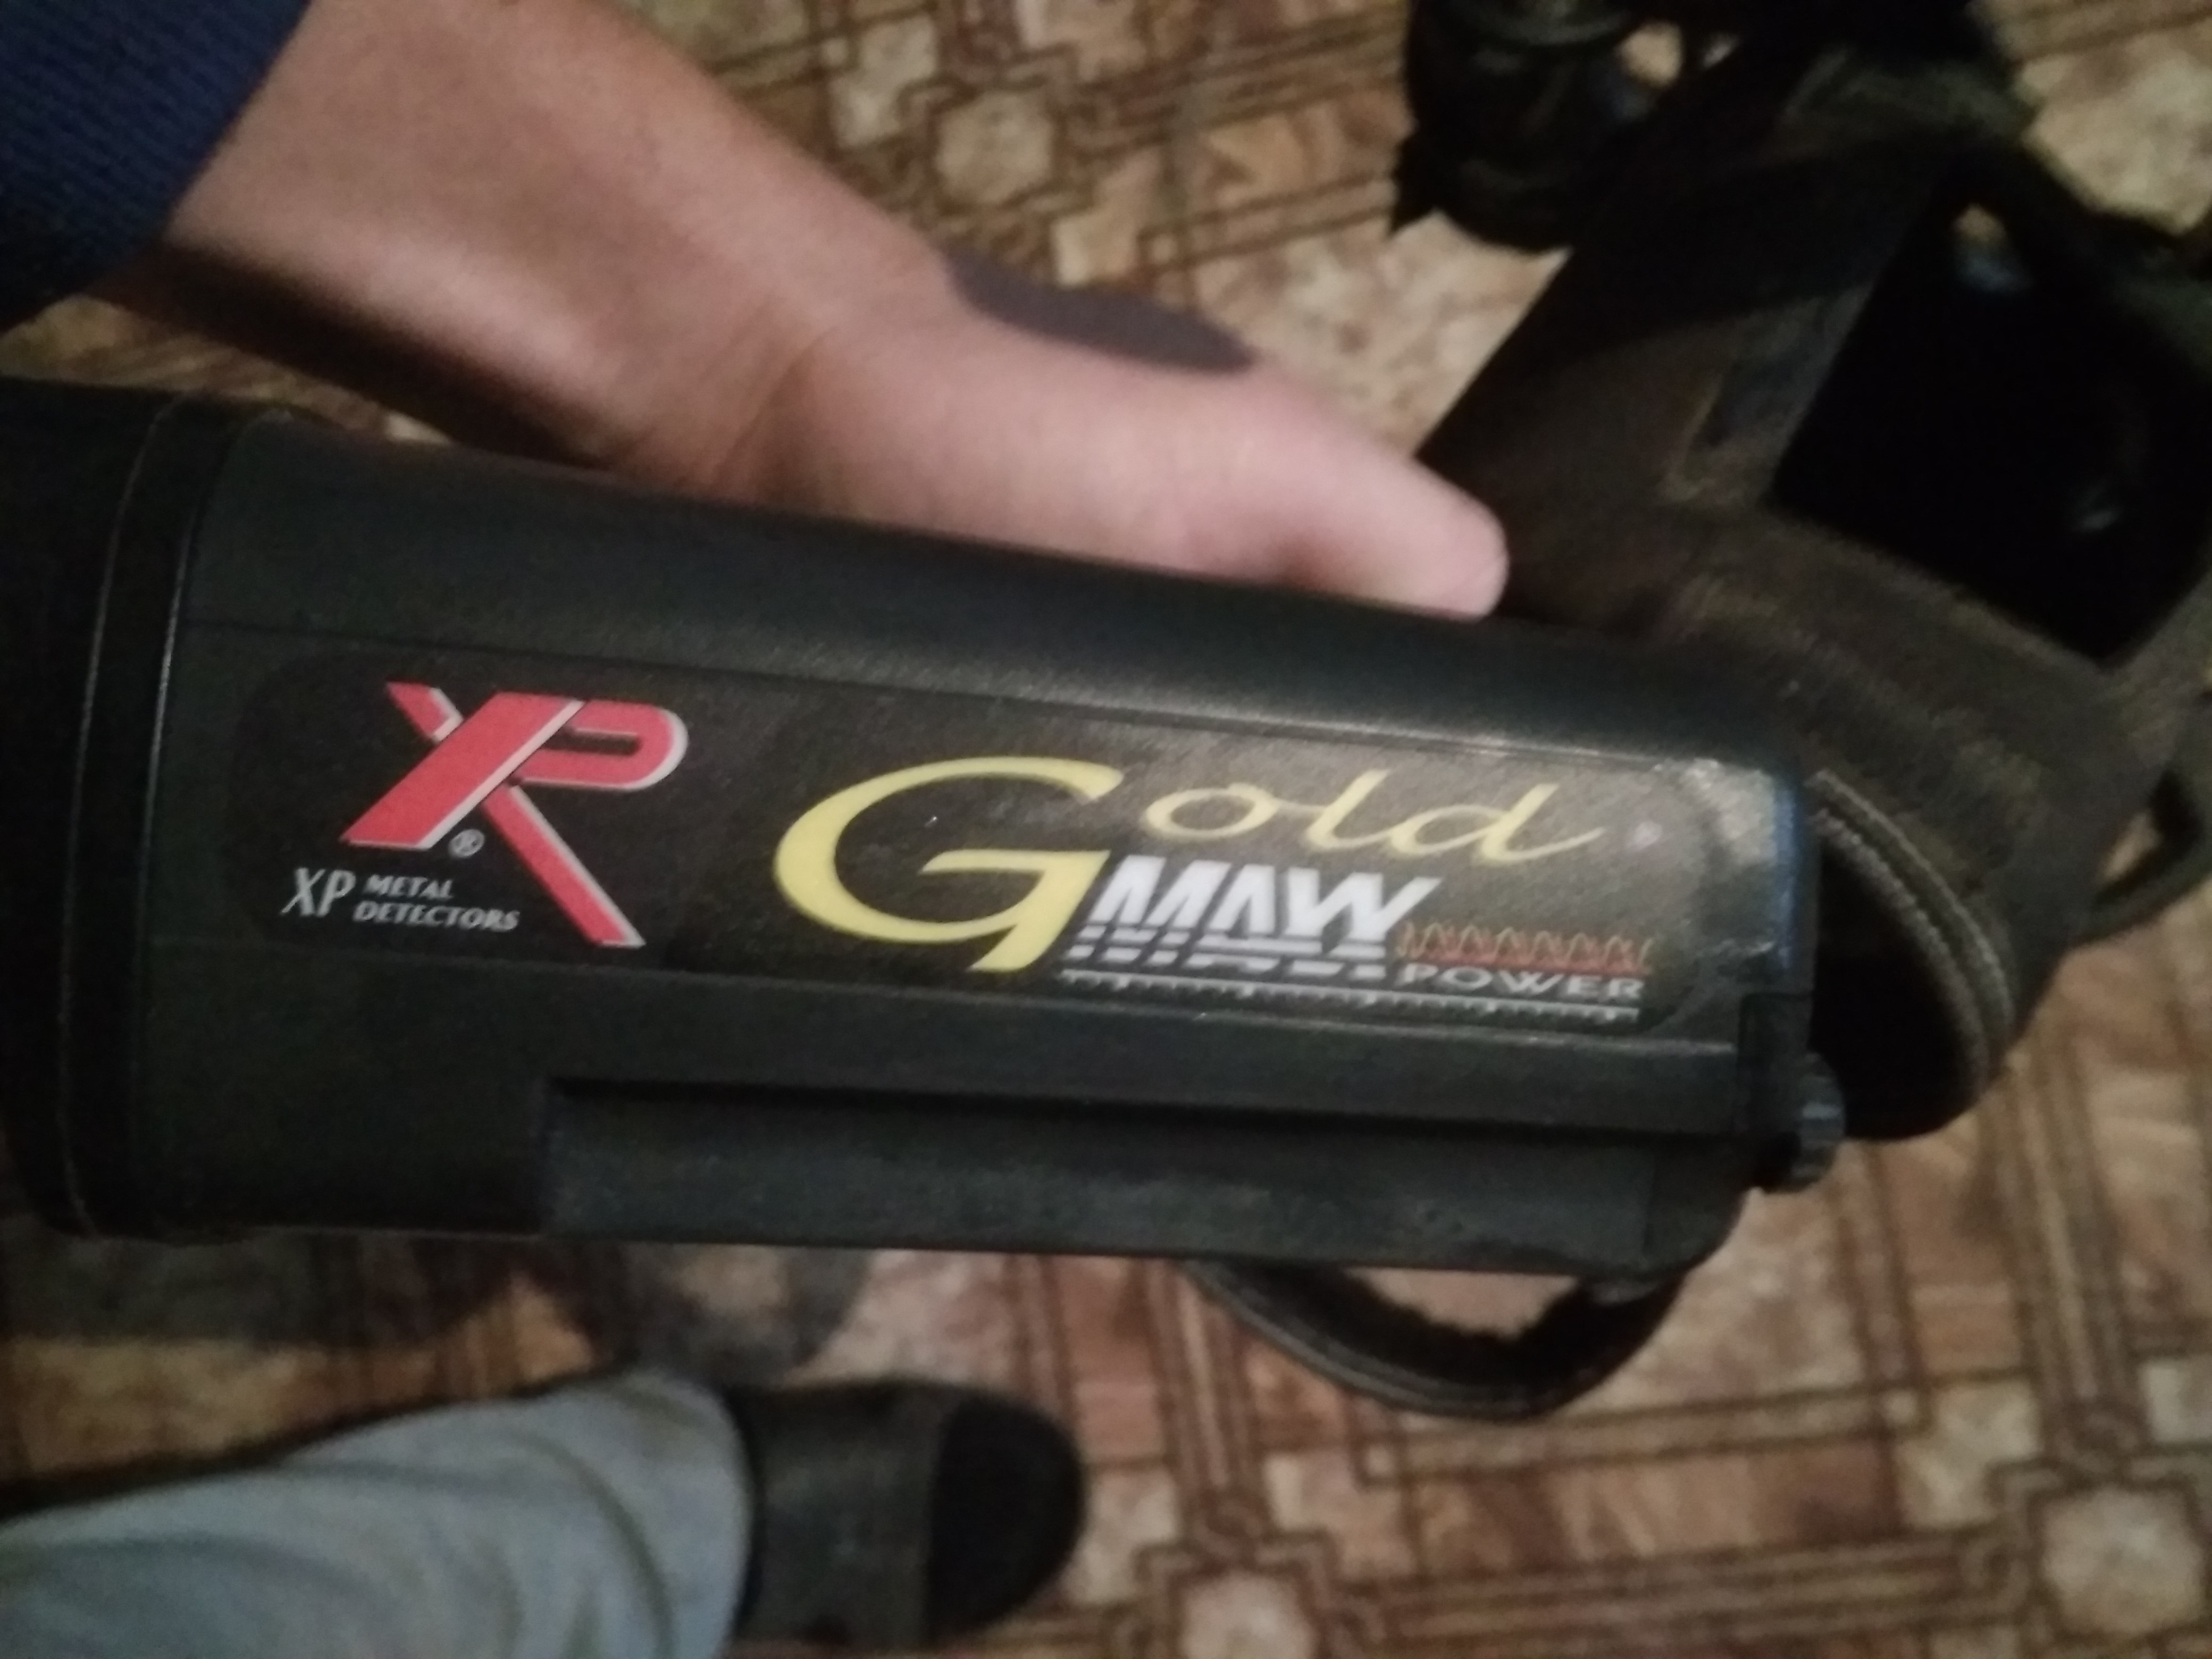 XP
®
XP METAL
DETECTORS
Gold
MAXX
POWER